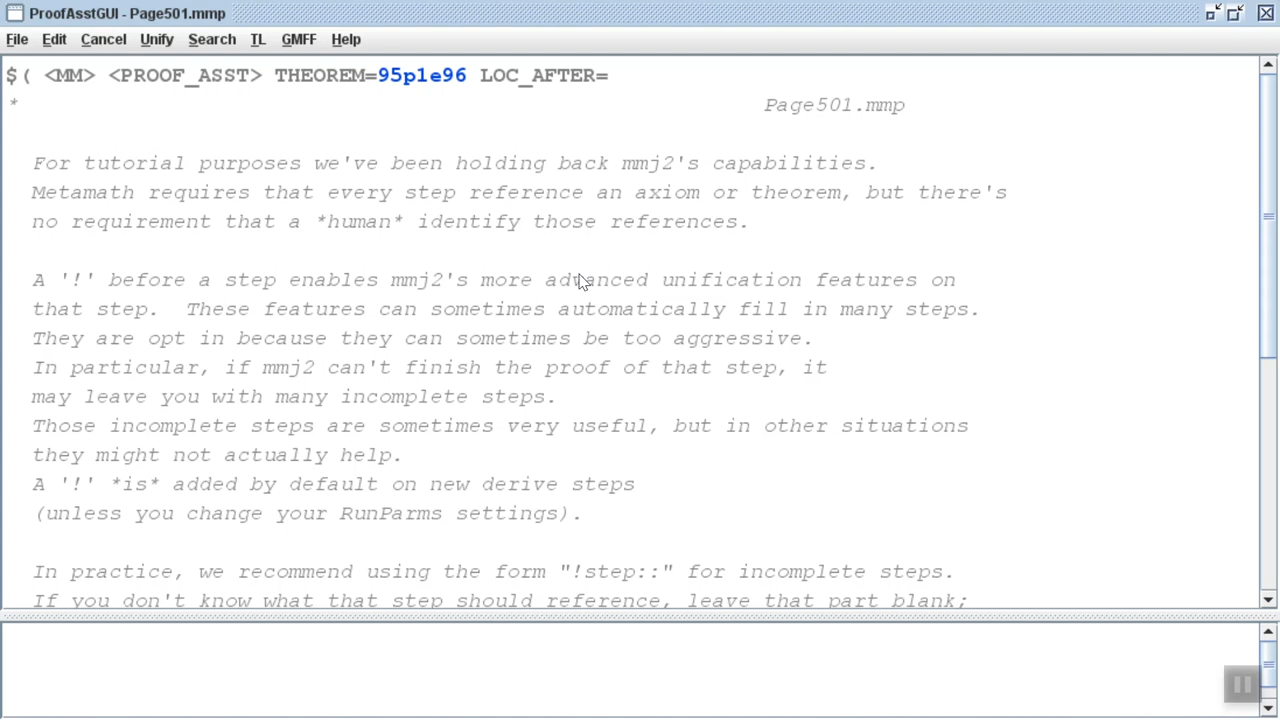 ProofAsstGUI - Page501.mmp
File Edit Cancel Unify Search TL GMFF Help
$( <MM> <PROOF_ASST> THEOREM=95p1e96 LOC_AFTER=
* Page501.mmp
For tutorial purposes we've been holding back mmj2's capabilities.
Metamath requires that every step reference an axiom or theorem, but there's
no requirement that a *human* identify those references.
A '!' before a step enables mmj2's more advanced unification features on
that step. These features can sometimes automatically fill in many steps.
They are opt in because they can sometimes be too aggressive.
In particular, if mmj2 can't finish the proof of that step, it
may leave you with many incomplete steps.
Those incomplete steps are sometimes very useful, but in other situations
they might not actually help.
A '!' *is* added by default on new derive steps
(unless you change your RunParms settings).
In practice, we recommend using the form "!step::" for incomplete steps.
If you don't know what that step should reference, leave that part blank;